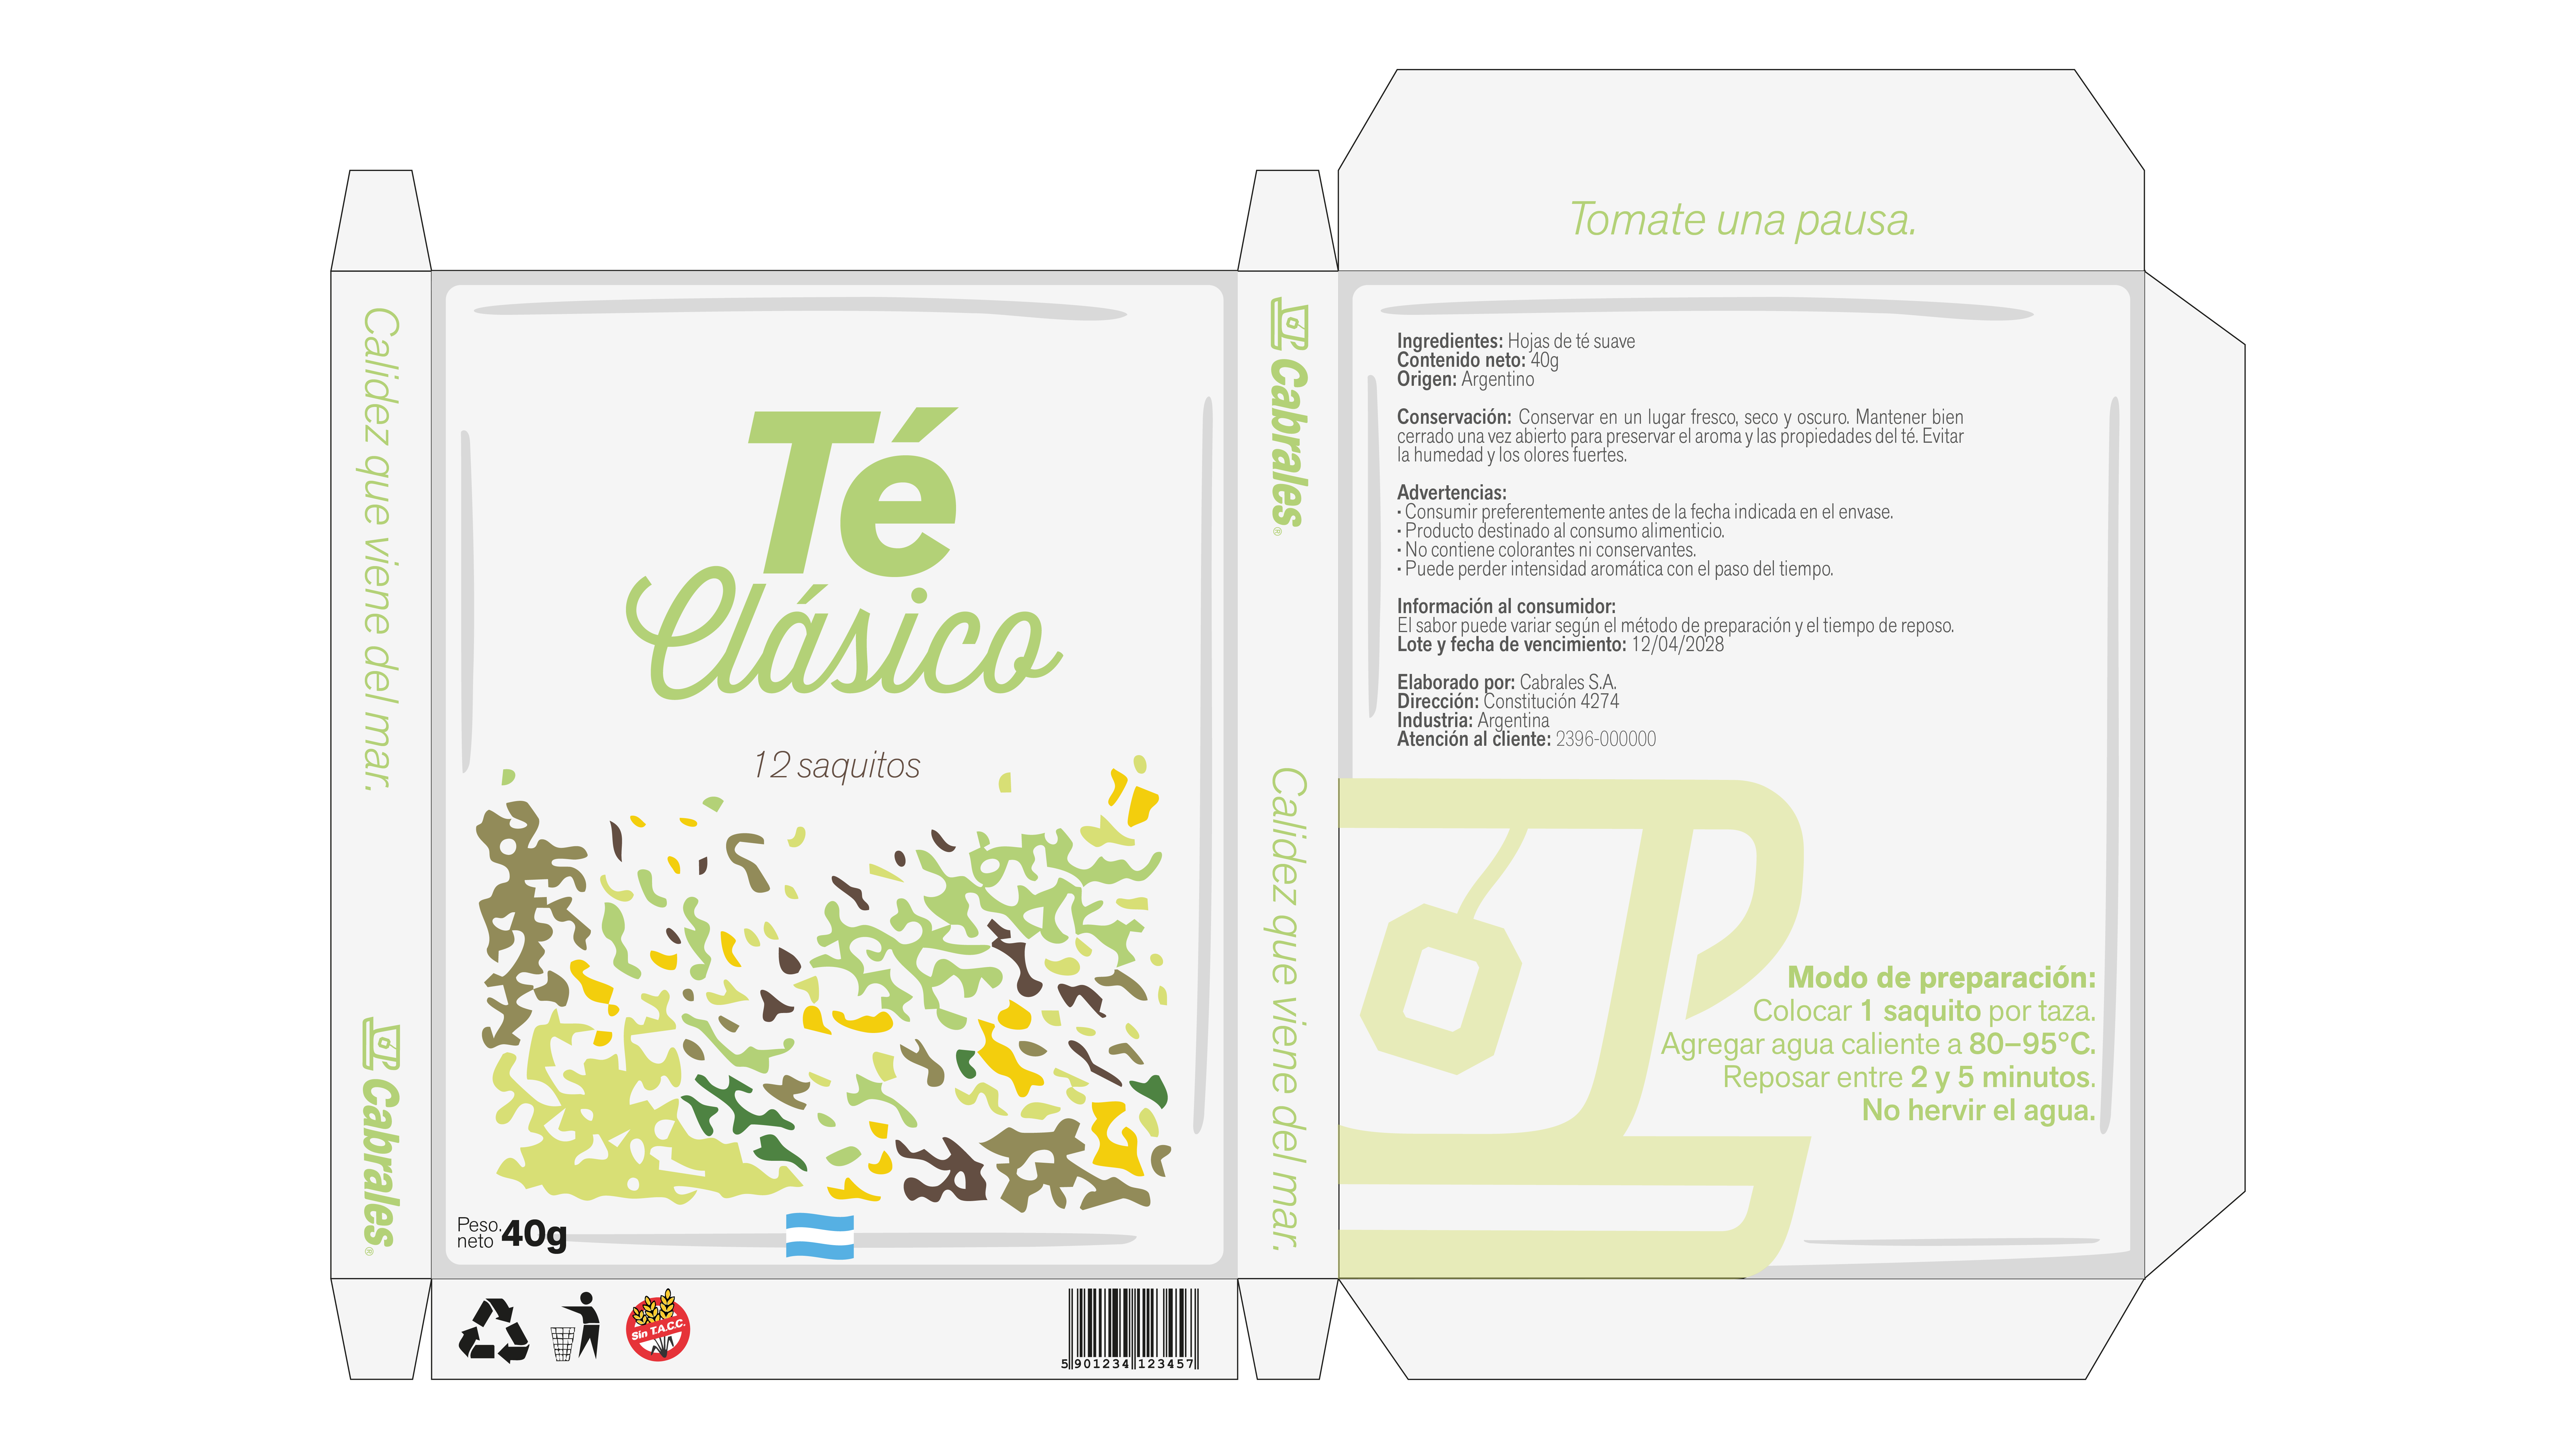 Tomate una pausa.
Calidez que viene del mar.
Cabrales®
Té
Clásico
12 saquitos
Peso.
neto 40g
Sin T.A.C.C.
5 901234 123457
Cabrales®
Calidez que viene del mar.
Ingredientes: Hojas de té suave
Contenido neto: 40g
Origen: Argentino
Conservación: Conservar en un lugar fresco, seco y oscuro. Mantener bien
cerrado una vez abierto para preservar el aroma y las propiedades del té. Evitar
la humedad y los olores fuertes.
Advertencias:
· Consumir preferentemente antes de la fecha indicada en el envase.
· Producto destinado al consumo alimenticio.
· No contiene colorantes ni conservantes.
· Puede perder intensidad aromática con el paso del tiempo.
Información al consumidor:
El sabor puede variar según el método de preparación y el tiempo de reposo.
Lote y fecha de vencimiento: 12/04/2028
Elaborado por: Cabrales S.A.
Dirección: Constitución 4274
Industria: Argentina
Atención al cliente: 2396-000000
Modo de preparación:
Colocar 1 saquito por taza.
Agregar agua caliente a 80–95°C.
Reposar entre 2 y 5 minutos.
No hervir el agua.